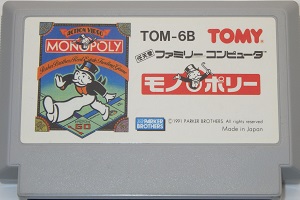 MONOPOLY
GO
TOM-6B
TOMY
ファミリー コンピュータ
モノポリー
PARKER BROTHERS
© 1991 PARKER BROTHERS. ALL RIGHTS RESERVED
Made in Japan